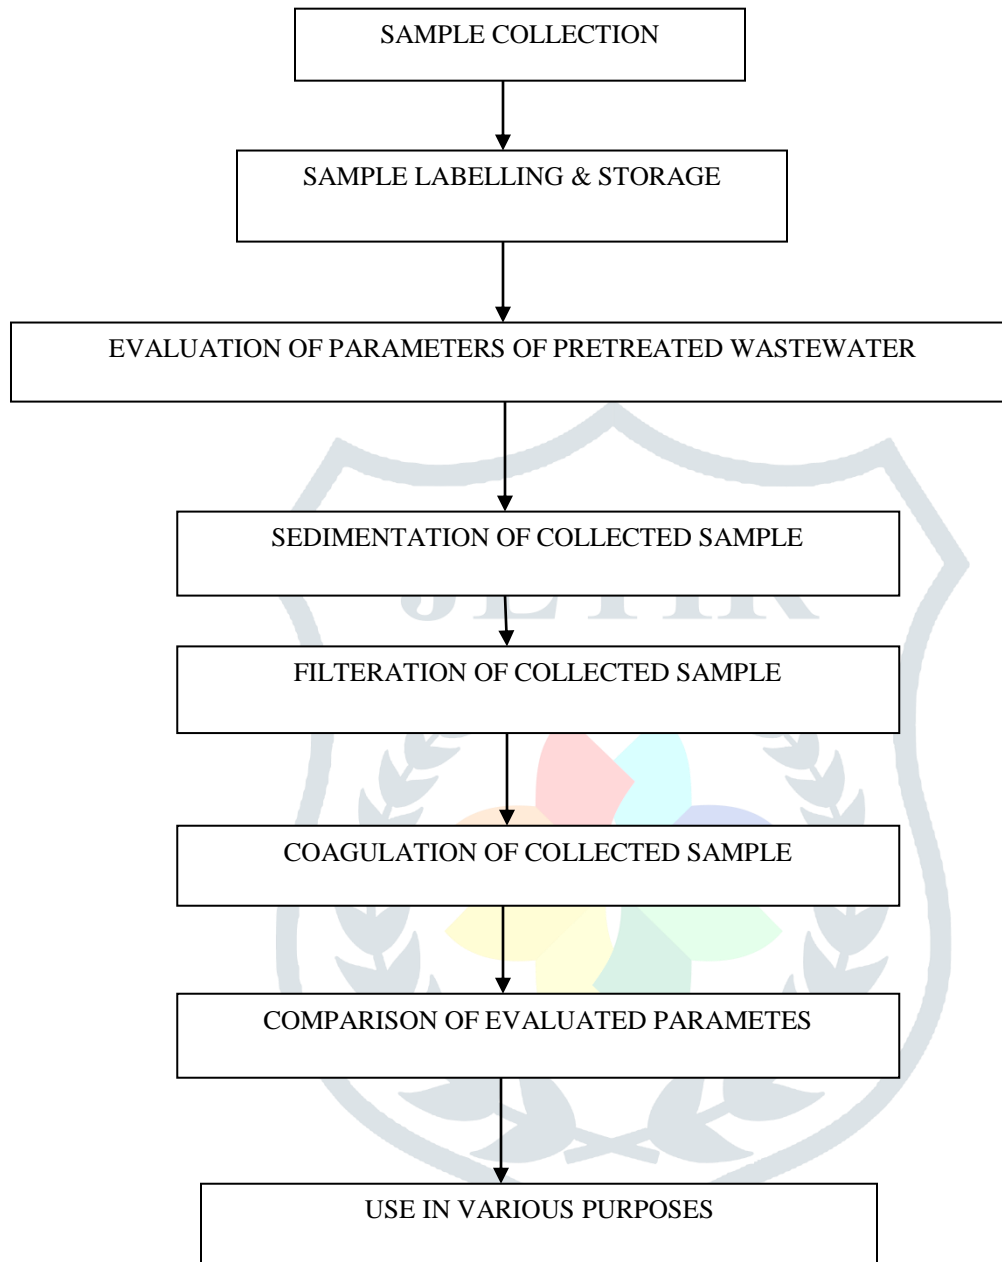 SAMPLE COLLECTION
SAMPLE LABELLING & STORAGE
EVALUATION OF PARAMETERS OF PRETREATED WASTEWATER
SEDIMENTATION OF COLLECTED SAMPLE
JETIR
FILTERATION OF COLLECTED SAMPLE
COAGULATION OF COLLECTED SAMPLE
COMPARISON OF EVALUATED PARAMETES
USE IN VARIOUS PURPOSES